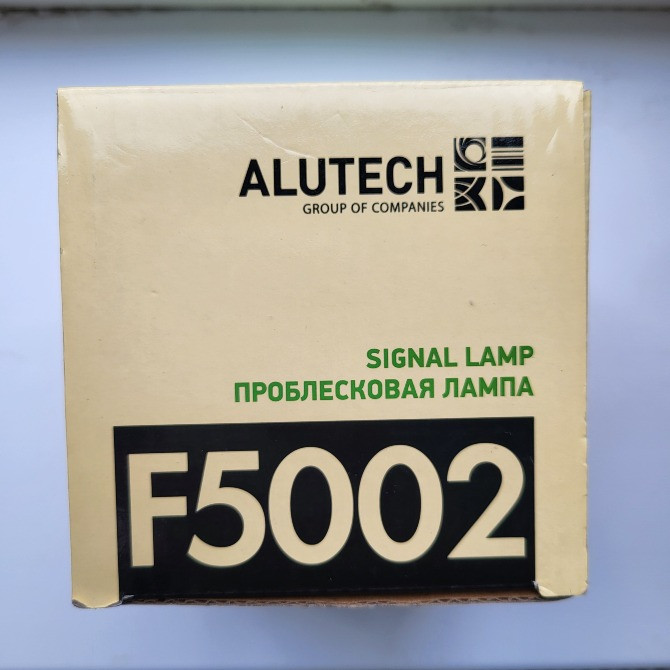 ALUTECH
GROUP OF COMPANIES
SIGNAL LAMP
ПРОБЛЕСКОВАЯ ЛАМПА
F5002